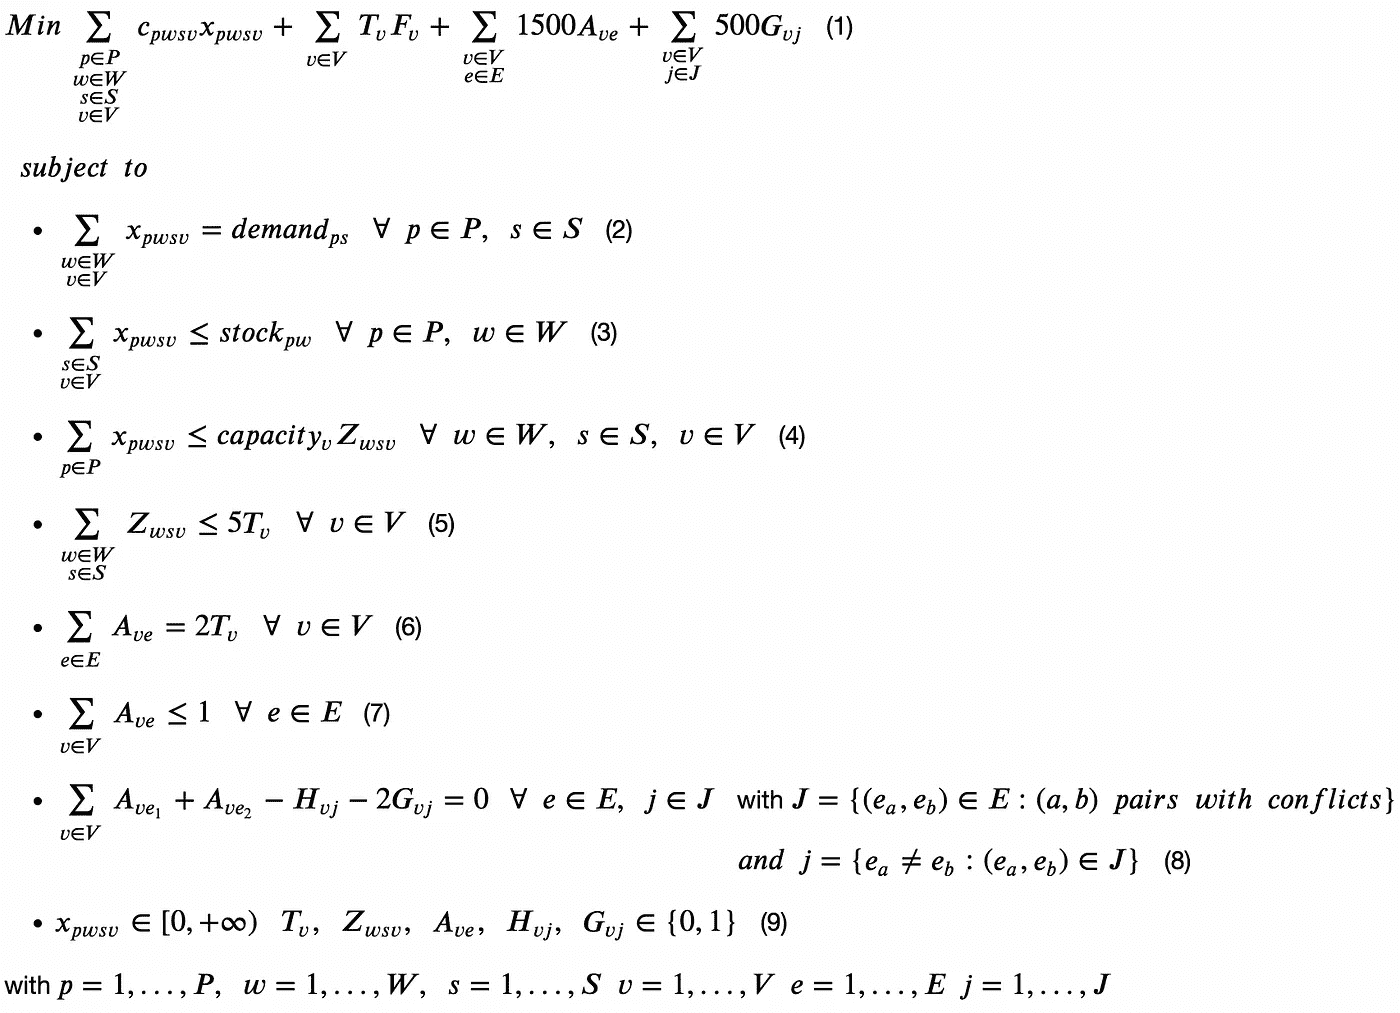 Min ∑ c_{pwsv}x_{pwsv} + ∑ T_v F_v + ∑ 1500A_{ve} + ∑ 500G_{vj} (1)
p∈P v∈V v∈V v∈V
w∈W e∈E j∈J
s∈S
v∈V
subject to
• ∑ x_{pwsv} = demand_{ps} ∀ p ∈ P, s ∈ S (2)
w∈W
v∈V
• ∑ x_{pwsv} ≤ stock_{pw} ∀ p ∈ P, w ∈ W (3)
s∈S
v∈V
• ∑ x_{pwsv} ≤ capacity_v Z_{wsv} ∀ w ∈ W, s ∈ S, v ∈ V (4)
p∈P
• ∑ Z_{wsv} ≤ 5T_v ∀ v ∈ V (5)
w∈W
s∈S
• ∑ A_{ve} = 2T_v ∀ v ∈ V (6)
e∈E
• ∑ A_{ve} ≤ 1 ∀ e ∈ E (7)
v∈V
• ∑ A_{ve_1} + A_{ve_2} − H_{vj} − 2G_{vj} = 0 ∀ e ∈ E, j ∈ J with J = {(e_a, e_b) ∈ E : (a, b) pairs with conflicts}
v∈V
and j = {e_a ≠ e_b : (e_a, e_b) ∈ J} (8)
• x_{pwsv} ∈ [0, +∞) T_v, Z_{wsv}, A_{ve}, H_{vj}, G_{vj} ∈ {0, 1} (9)
with p = 1, . . . , P, w = 1, . . . , W, s = 1, . . . , S v = 1, . . . , V e = 1, . . . , E j = 1, . . . , J